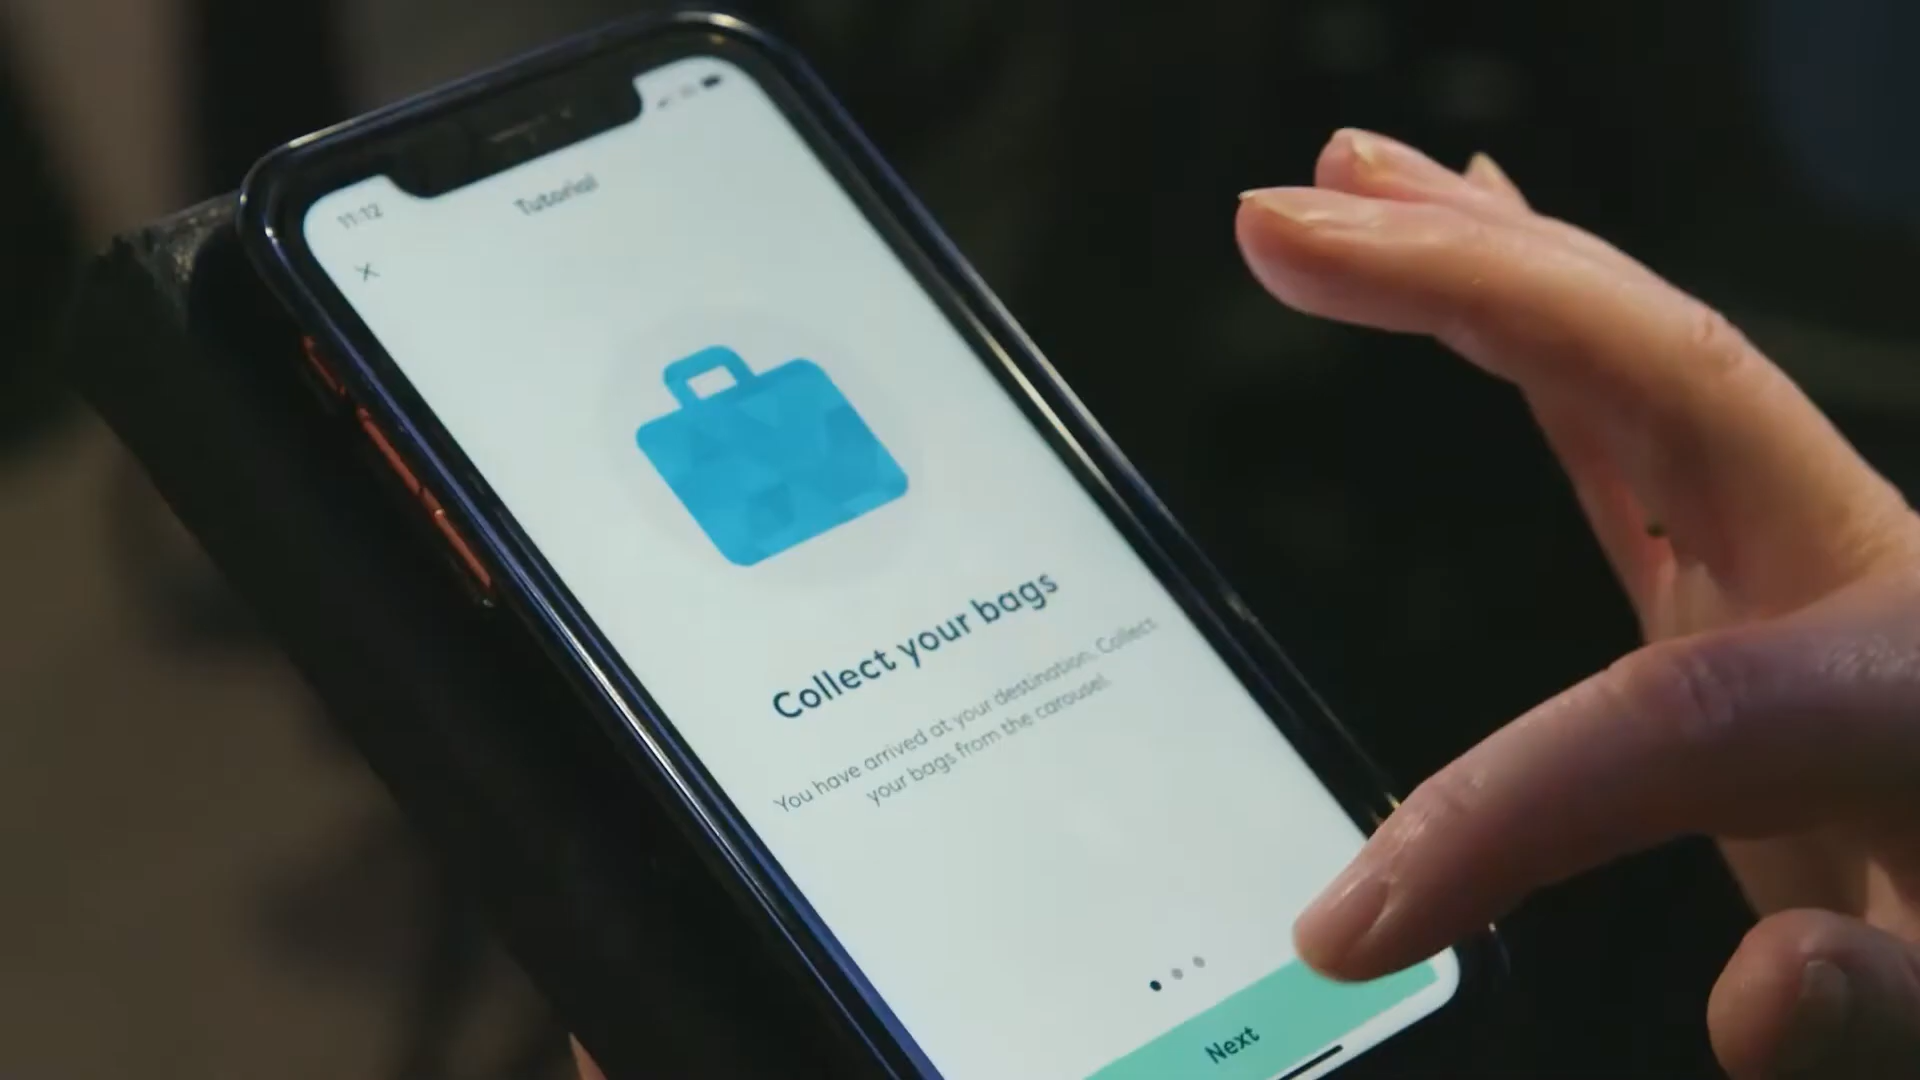 11:12
Tutorial
Collect your bags
You have arrived at your destination. Collect
your bags from the carousel.
Next